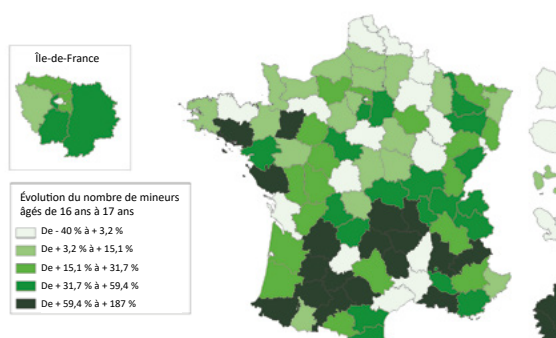 Île-de-France
Évolution du nombre de mineurs
âgés de 16 ans à 17 ans
De - 40 % à + 3,2 %
De + 3,2 % à + 15,1 %
De + 15,1 % à + 31,7 %
De + 31,7 % à + 59,4 %
De + 59,4 % à + 187 %